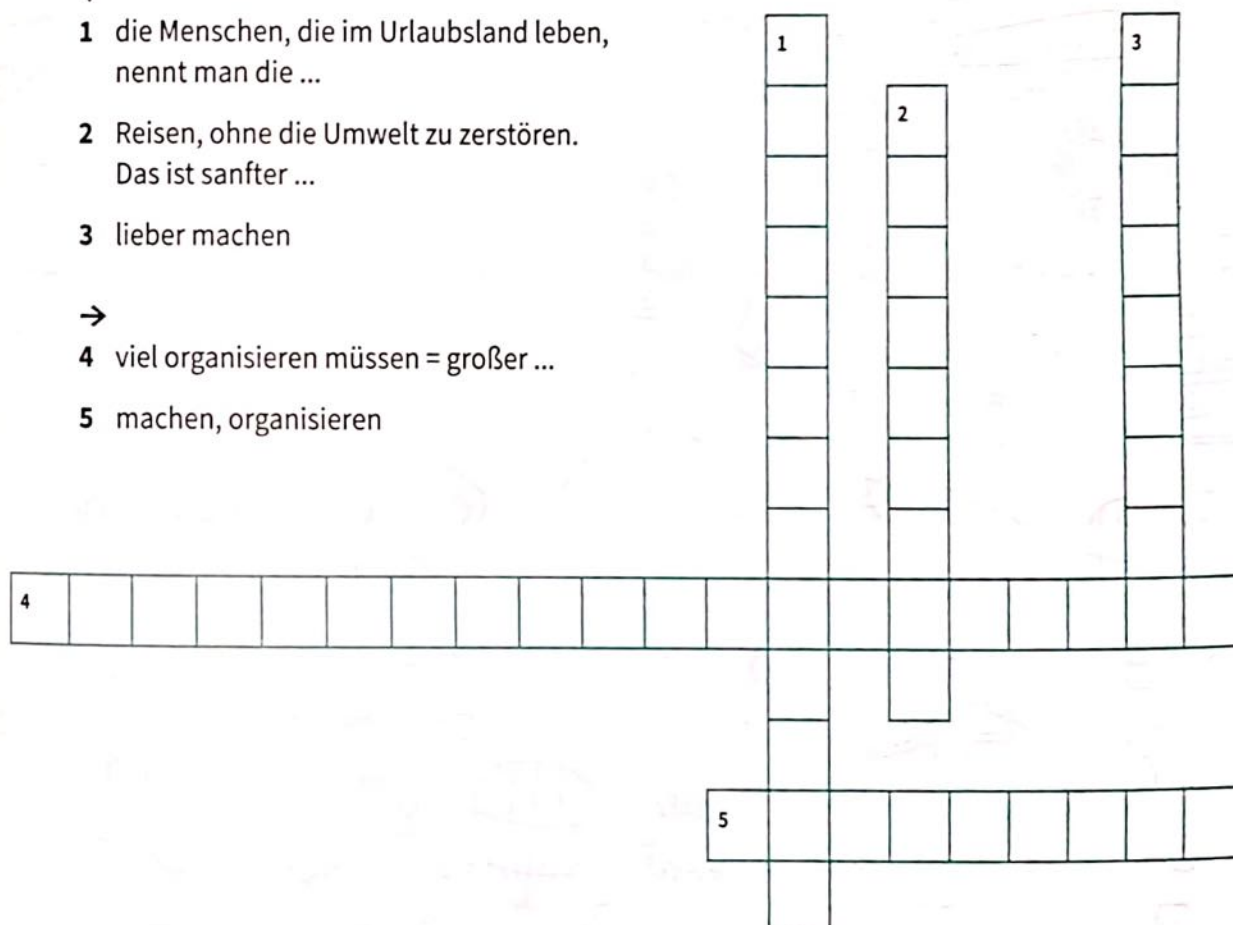 1 die Menschen, die im Urlaubsland leben,
nennt man die ...
2 Reisen, ohne die Umwelt zu zerstören.
Das ist sanfter ...
3 lieber machen
→
4 viel organisieren müssen = großer ...
5 machen, organisieren
1
2
3
4
5